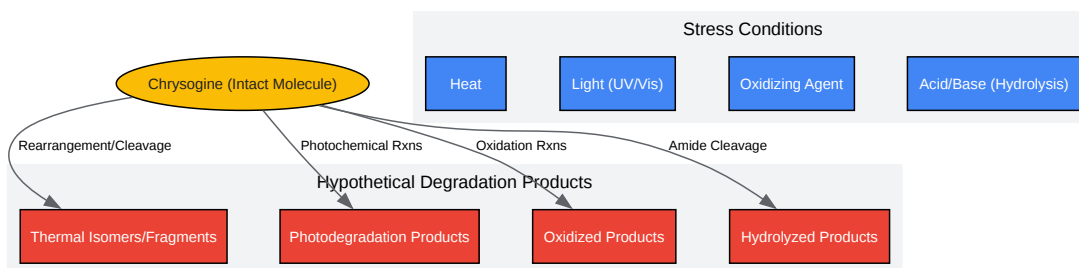 Stress Conditions
Chrysogine (Intact Molecule)
Heat
Light (UV/Vis)
Oxidizing Agent
Acid/Base (Hydrolysis)
Rearrangement/Cleavage
Photochemical Rxns
Oxidation Rxns
Amide Cleavage
Hypothetical Degradation Products
Thermal Isomers/Fragments
Photodegradation Products
Oxidized Products
Hydrolyzed Products